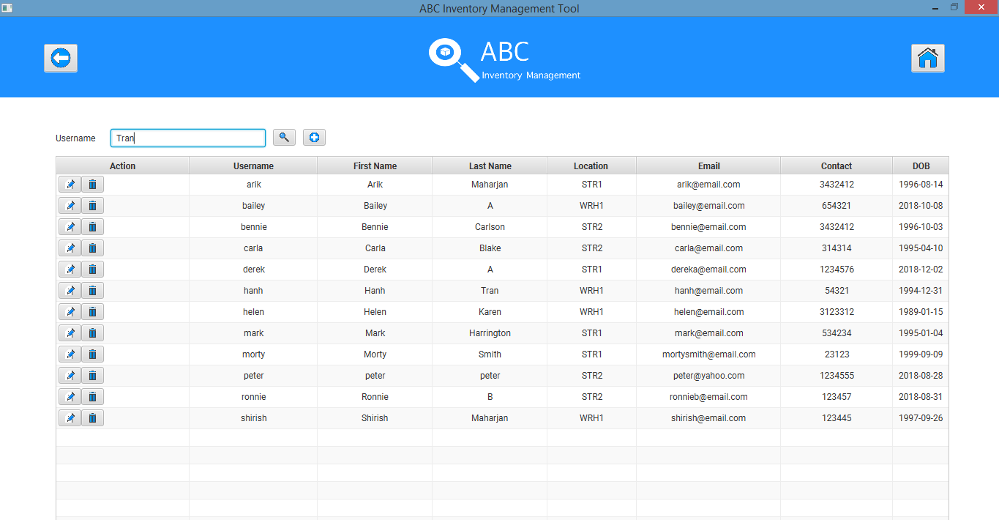 ABC Inventory Management Tool
ABC
Inventory Management
Username Tran
Action Username First Name Last Name Location Email Contact DOB
arik Arik Maharjan STR1 arik@email.com 3432412 1996-08-14
bailey Bailey A WRH1 bailey@email.com 654321 2018-10-08
bennie Bennie Carlson STR2 bennie@email.com 3432412 1996-10-03
carla Carla Blake STR2 carla@email.com 314314 1995-04-10
derek Derek A STR1 dereka@email.com 1234576 2018-12-02
hanh Hanh Tran WRH1 hanh@email.com 54321 1994-12-31
helen Helen Karen WRH1 helen@email.com 3123312 1989-01-15
mark Mark Harrington STR1 mark@email.com 534234 1995-01-04
morty Morty Smith STR1 mortysmith@email.com 23123 1999-09-09
peter peter peter STR2 peter@yahoo.com 1234555 2018-08-28
ronnie Ronnie B STR2 ronnieb@email.com 123457 2018-08-31
shirish Shirish Maharjan WRH1 shirish@email.com 123445 1997-09-26